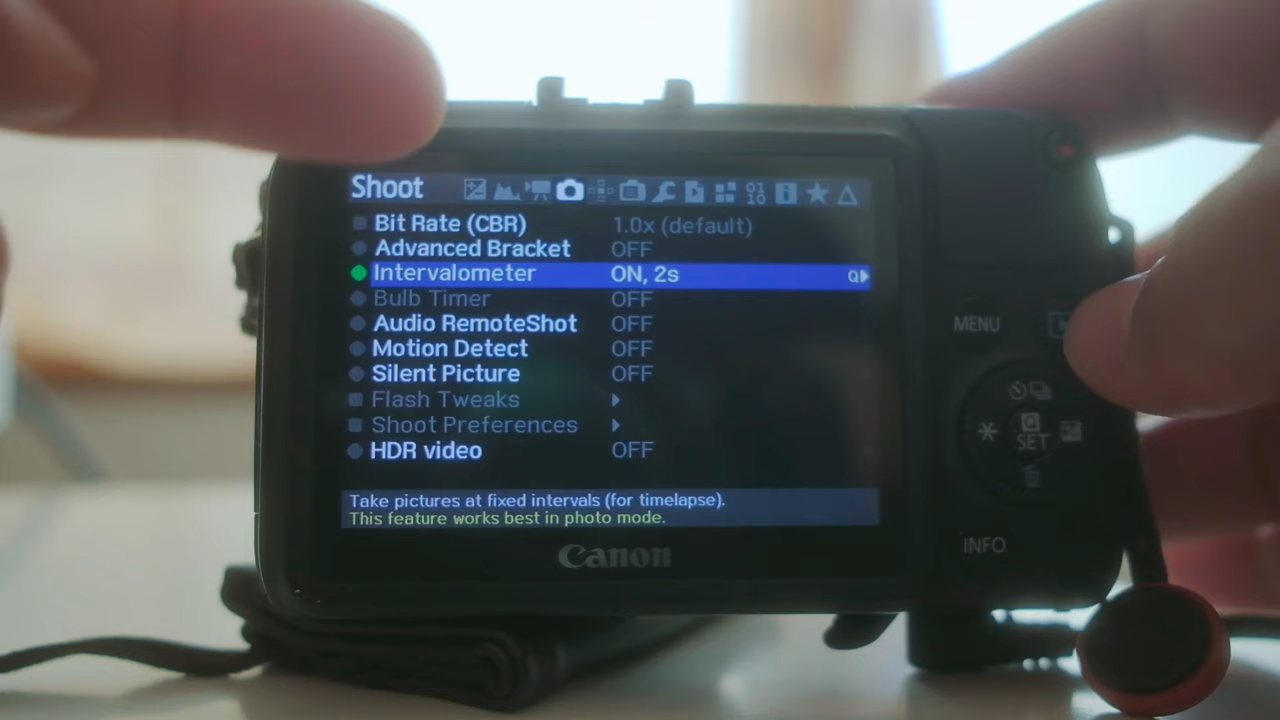 Shoot
Bit Rate (CBR) 1.0x (default)
Advanced Bracket OFF
Intervalometer ON, 2s Q
Bulb Timer OFF
Audio RemoteShot OFF
Motion Detect OFF
Silent Picture OFF
Flash Tweaks
Shoot Preferences
HDR video OFF
Take pictures at fixed intervals (for timelapse).
This feature works best in photo mode.
Canon
MENU
Q
SET
INFO